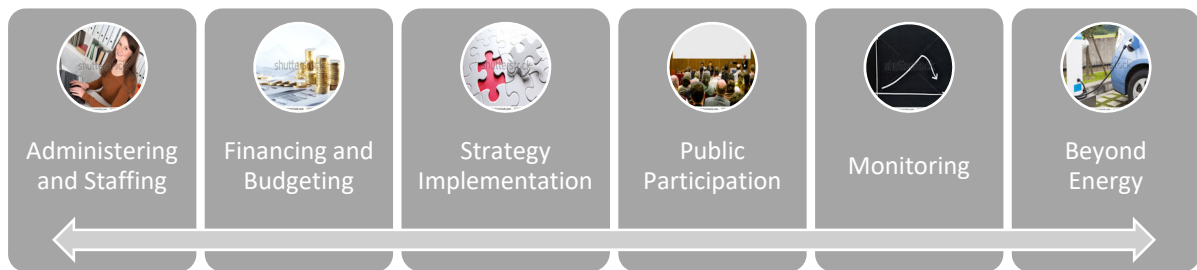 Administering
and Staffing
Financing and
Budgeting
Strategy
Implementation
Public
Participation
Monitoring
Beyond
Energy